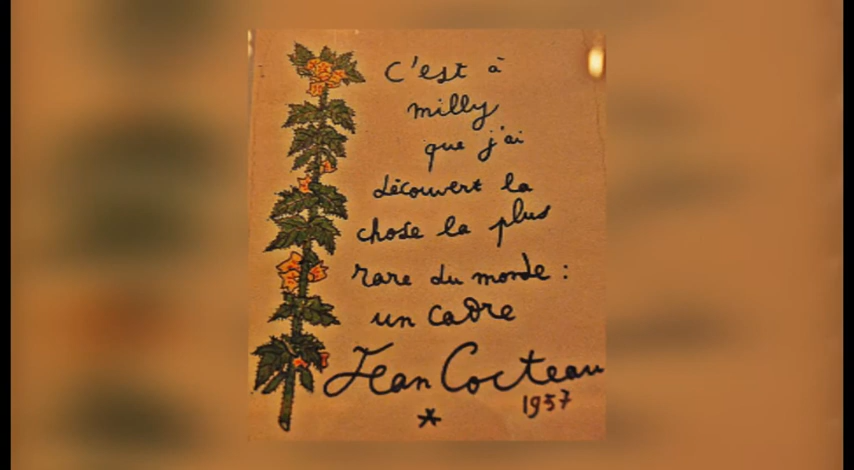 C'est à
milly
que j'ai
découvert la
chose la plus
rare du monde :
un cadre
Jean Cocteau
* 1957